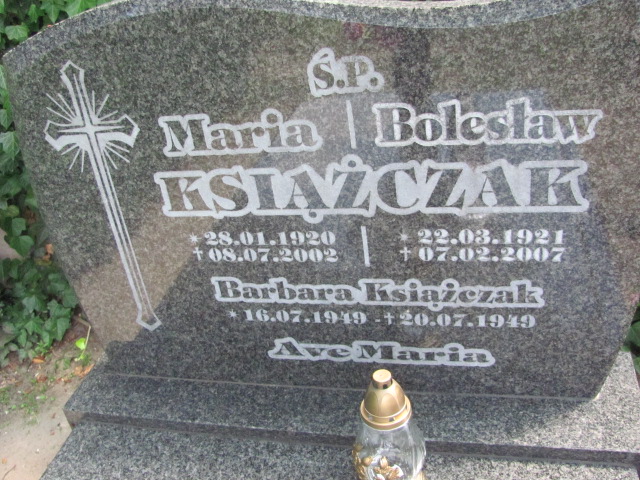 Ś.P.
Maria | Bolesław
KSIĄŻCZAK
* 28.01.1920 | * 22.03.1921
† 08.07.2002 | † 07.02.2007
Barbara Książczak
* 16.07.1949 - † 20.07.1949
Ave Maria